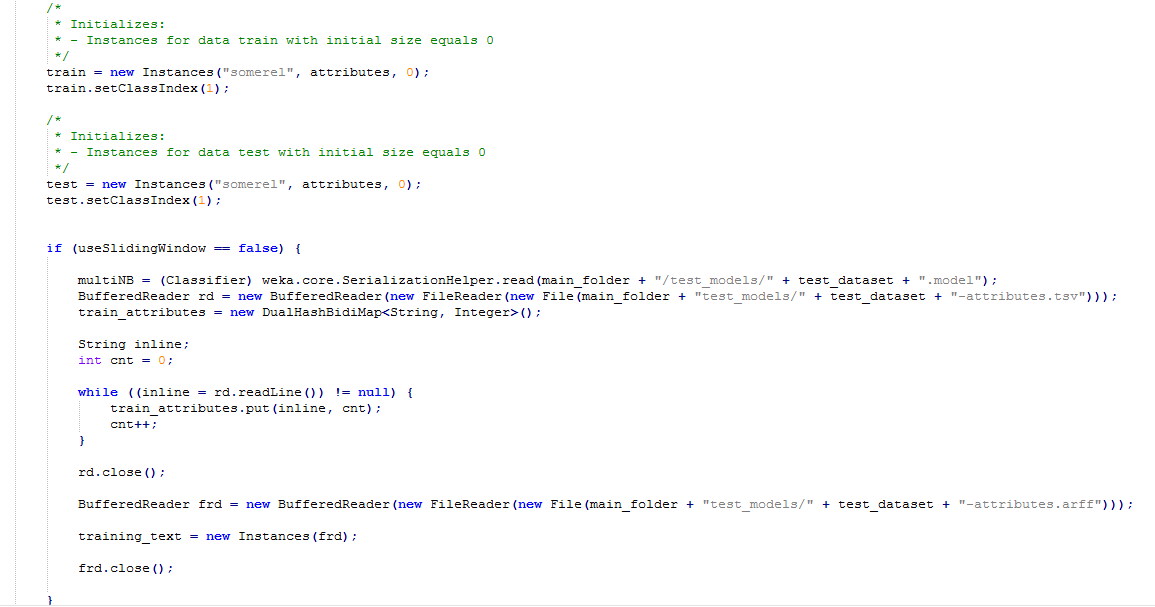 /*
 * Initializes:
 * - Instances for data train with initial size equals 0
 */
train = new Instances("somerel", attributes, 0);
train.setClassIndex(1);
/*
 * Initializes:
 * - Instances for data test with initial size equals 0
 */
test = new Instances("somerel", attributes, 0);
test.setClassIndex(1);
if (useSlidingWindow == false) {
multiNB = (Classifier) weka.core.SerializationHelper.read(main_folder + "/test_models/" + test_dataset + ".model");
BufferedReader rd = new BufferedReader(new FileReader(new File(main_folder + "test_models/" + test_dataset + "-attributes.tsv")));
train_attributes = new DualHashBidiMap<String, Integer>();
String inline;
int cnt = 0;
while ((inline = rd.readLine()) != null) {
train_attributes.put(inline, cnt);
cnt++;
}
rd.close();
BufferedReader frd = new BufferedReader(new FileReader(new File(main_folder + "test_models/" + test_dataset + "-attributes.arff")));
training_text = new Instances(frd);
frd.close();
}